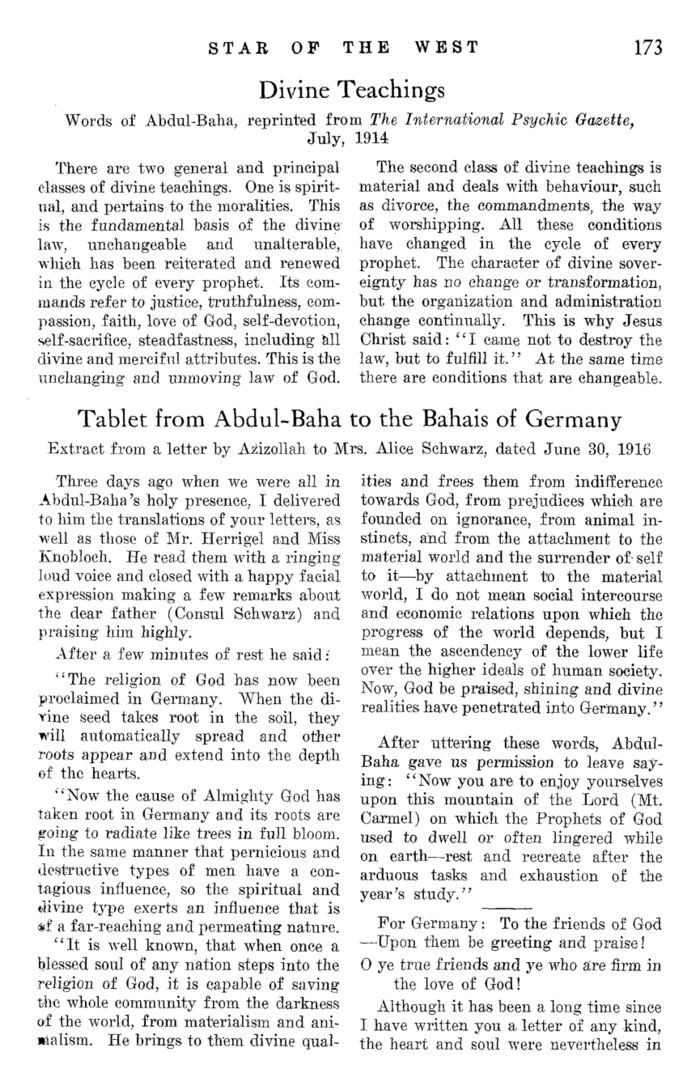 STAR OF THE WEST 173
Divine Teachings
Words of Abdul-Baha, reprinted from The International Psychic Gazette,
July, 1914
There are two general and principal
classes of divine teachings. One is spirit-
ual, and pertains to the moralities. This
is the fundamental basis of the divine
law, unchangeable and unalterable,
which has been reiterated and renewed
in the cycle of every prophet. Its com-
mands refer to justice, truthfulness, com-
passion, faith, love of God, self-devotion,
self-sacrifice, steadfastness, including all
divine and merciful attributes. This is the
unchanging and unmoving law of God.
The second class of divine teachings is
material and deals with behaviour, such
as divorce, the commandments, the way
of worshipping. All these conditions
have changed in the cycle of every
prophet. The character of divine sover-
eignty has no change or transformation,
but the organization and administration
change continually. This is why Jesus
Christ said: "I came not to destroy the
law, but to fulfill it." At the same time
there are conditions that are changeable.
Tablet from Abdul-Baha to the Bahais of Germany
Extract from a letter by Azizollah to Mrs. Alice Schwarz, dated June 30, 1916
Three days ago when we were all in
Abdul-Baha's holy presence, I delivered
to him the translations of your letters, as
well as those of Mr. Herrigel and Miss
Knobloch. He read them with a ringing
loud voice and closed with a happy facial
expression making a few remarks about
the dear father (Consul Schwarz) and
praising him highly.
After a few minutes of rest he said:
"The religion of God has now been
proclaimed in Germany. When the di-
vine seed takes root in the soil, they
will automatically spread and other
roots appear and extend into the depth
of the hearts.
"Now the cause of Almighty God has
taken root in Germany and its roots are
going to radiate like trees in full bloom.
In the same manner that pernicious and
destructive types of men have a con-
tagious influence, so the spiritual and
divine type exerts an influence that is
of a far-reaching and permeating nature.
"It is well known, that when once a
blessed soul of any nation steps into the
religion of God, it is capable of saving
the whole community from the darkness
of the world, from materialism and ani-
malism. He brings to them divine qual-
ities and frees them from indifference
towards God, from prejudices which are
founded on ignorance, from animal in-
stincts, and from the attachment to the
material world and the surrender of self
to it—by attachment to the material
world, I do not mean social intercourse
and economic relations upon which the
progress of the world depends, but I
mean the ascendency of the lower life
over the higher ideals of human society.
Now, God be praised, shining and divine
realities have penetrated into Germany."
After uttering these words, Abdul-
Baha gave us permission to leave say-
ing: "Now you are to enjoy yourselves
upon this mountain of the Lord (Mt.
Carmel) on which the Prophets of God
used to dwell or often lingered while
on earth—rest and recreate after the
arduous tasks and exhaustion of the
year's study."
For Germany: To the friends of God
—Upon them be greeting and praise!
O ye true friends and ye who are firm in
the love of God!
Although it has been a long time since
I have written you a letter of any kind,
the heart and soul were nevertheless in